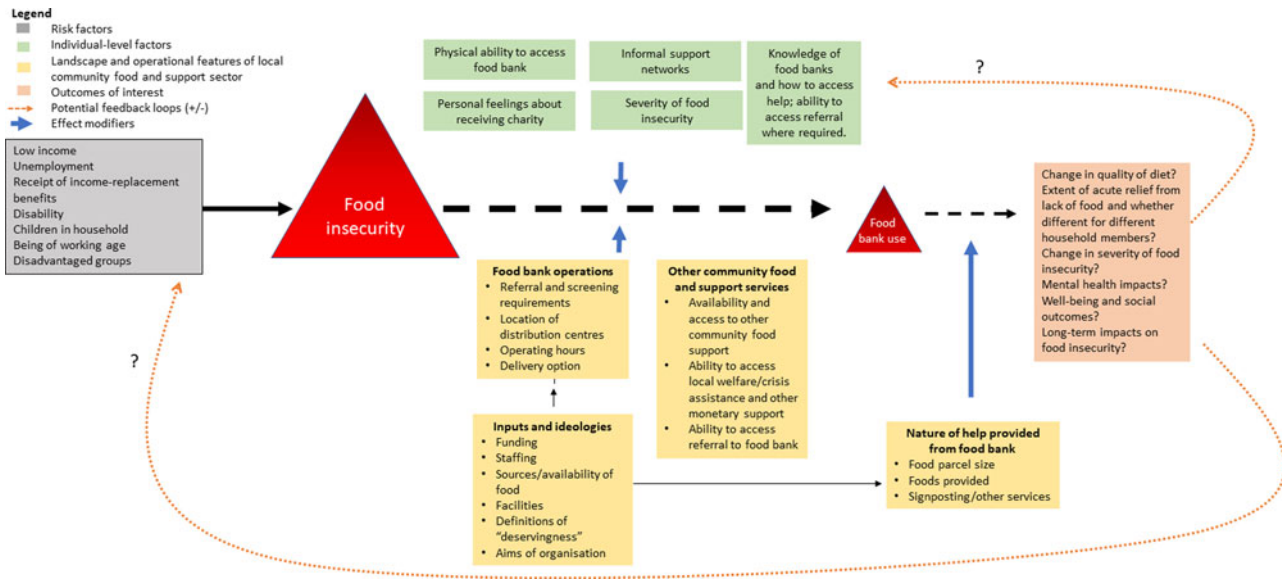 Legend
Risk factors
Individual-level factors
Landscape and operational features of local
community food and support sector
Outcomes of interest
Potential feedback loops (+/-)
Effect modifiers
Low income
Unemployment
Receipt of income-replacement
benefits
Disability
Children in household
Being of working age
Disadvantaged groups
Food
insecurity
Physical ability to access
food bank
Informal support
networks
Knowledge of
food banks
and how to access
help; ability to
access referral
where required.
Personal feelings about
receiving charity
Severity of food
insecurity
?
Food
bank use
Change in quality of diet?
Extent of acute relief from
lack of food and whether
different for different
household members?
Change in severity of food
insecurity?
Mental health impacts?
Well-being and social
outcomes?
Long-term impacts on
food insecurity?
Food bank operations
• Referral and screening
requirements
• Location of
distribution centres
• Operating hours
• Delivery option
Other community food
and support services
• Availability and
access to other
community food
support
• Ability to access
local welfare/crisis
assistance and other
monetary support
• Ability to access
referral to food bank
?
Inputs and ideologies
• Funding
• Staffing
• Sources/availability of
food
• Facilities
• Definitions of
“deservingness”
• Aims of organisation
Nature of help provided
from food bank
• Food parcel size
• Foods provided
• Signposting/other services